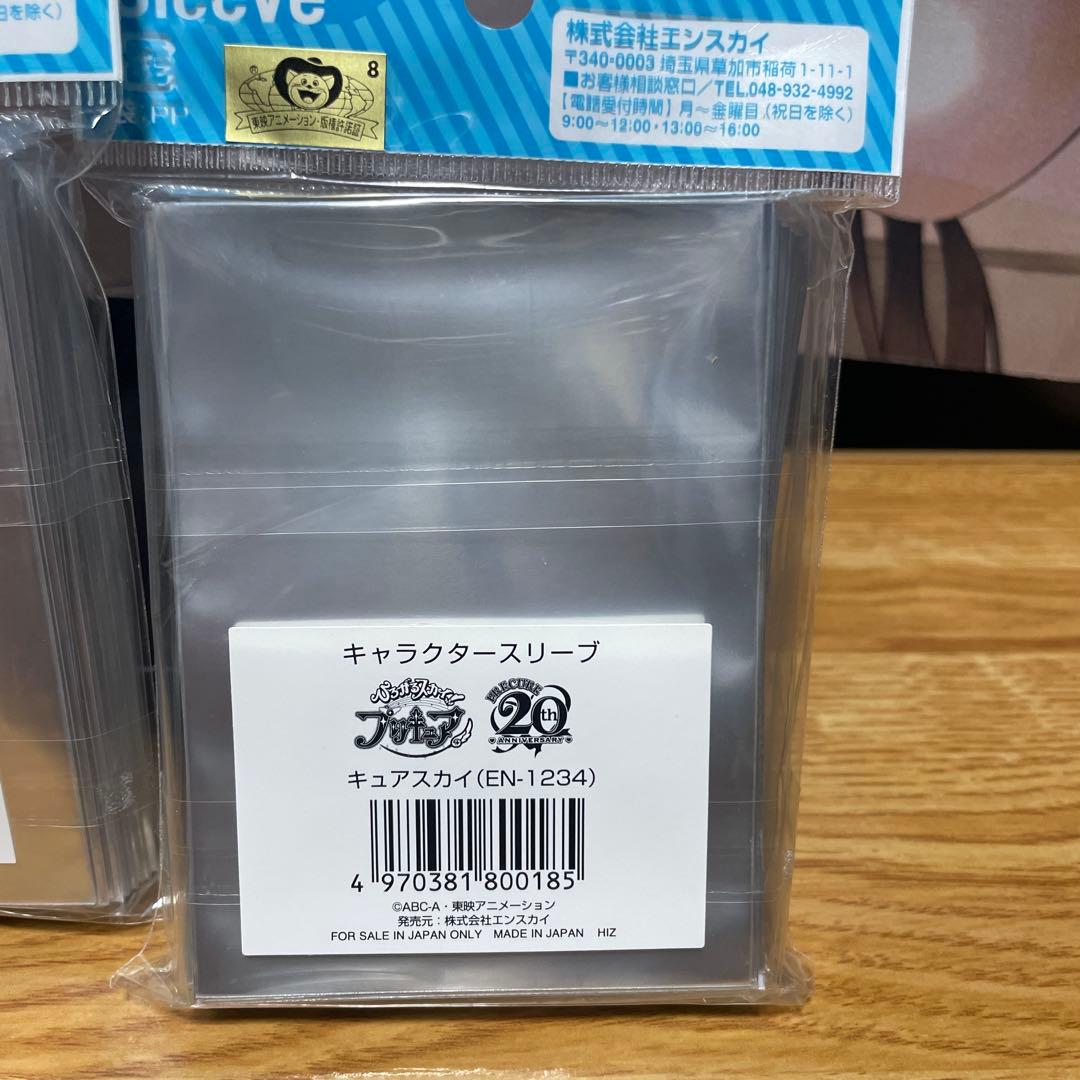 日を除く)
Sleeve
PP
8
東映アニメーション・版権許諾証
株式会社エンスカイ
〒340-0003 埼玉県草加市稲荷1-11-1
■お客様相談窓口/TEL.048-932-4992
【電話受付時間】月~金曜日(祝日を除く)
9:00~12:00・13:00~16:00
キャラクタースリーブ
ひろがるスカイ!
プリキュア
PRECURE
20th
ANNIVERSARY
キュアスカイ(EN-1234)
4 970381 800185
©ABC-A・東映アニメーション
発売元:株式会社エンスカイ
FOR SALE IN JAPAN ONLY MADE IN JAPAN HIZ